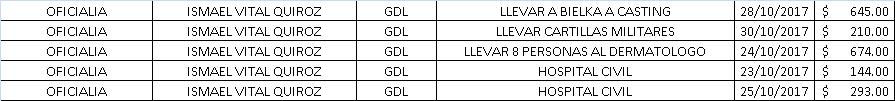 OFICIALIA ISMAEL VITAL QUIROZ GDL LLEVAR A BIELKA A CASTING 28/10/2017 $ 645.00
OFICIALIA ISMAEL VITAL QUIROZ GDL LLEVAR CARTILLAS MILITARES 30/10/2017 $ 210.00
OFICIALIA ISMAEL VITAL QUIROZ GDL LLEVAR 8 PERSONAS AL DERMATOLOGO 24/10/2017 $ 674.00
OFICIALIA ISMAEL VITAL QUIROZ GDL HOSPITAL CIVIL 23/10/2017 $ 144.00
OFICIALIA ISMAEL VITAL QUIROZ GDL HOSPITAL CIVIL 25/10/2017 $ 293.00